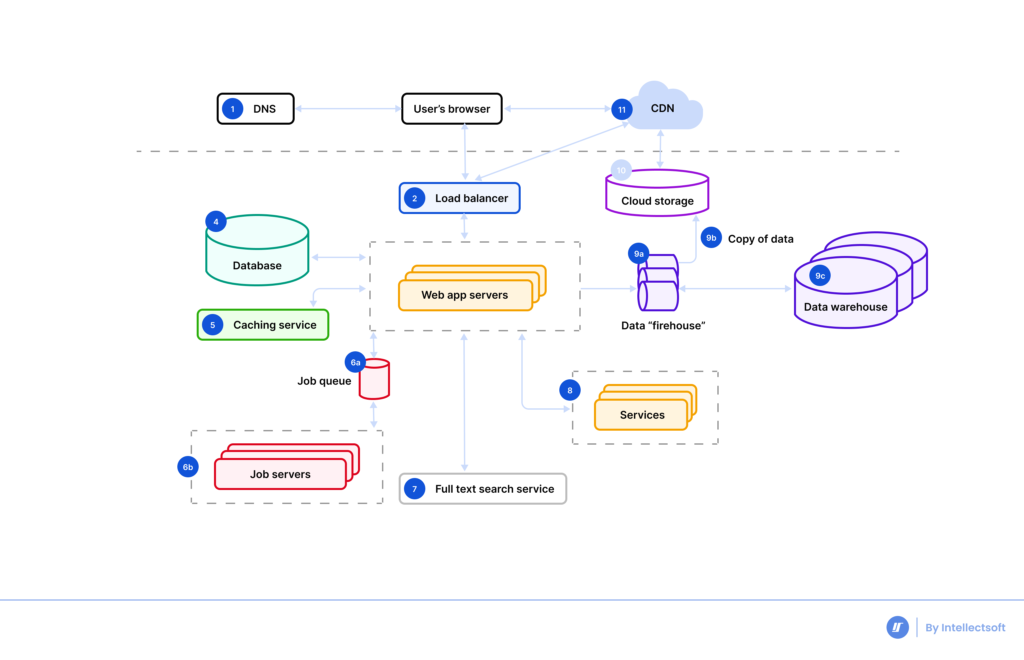 1 DNS
User's browser
11 CDN
2 Load balancer
10
Cloud storage
4
Database
9a
9b Copy of data
9c
Data warehouse
Web app servers
5 Caching service
Data “firehouse”
6a
Job queue
8
Services
6b
Job servers
7 Full text search service
By Intellectsoft